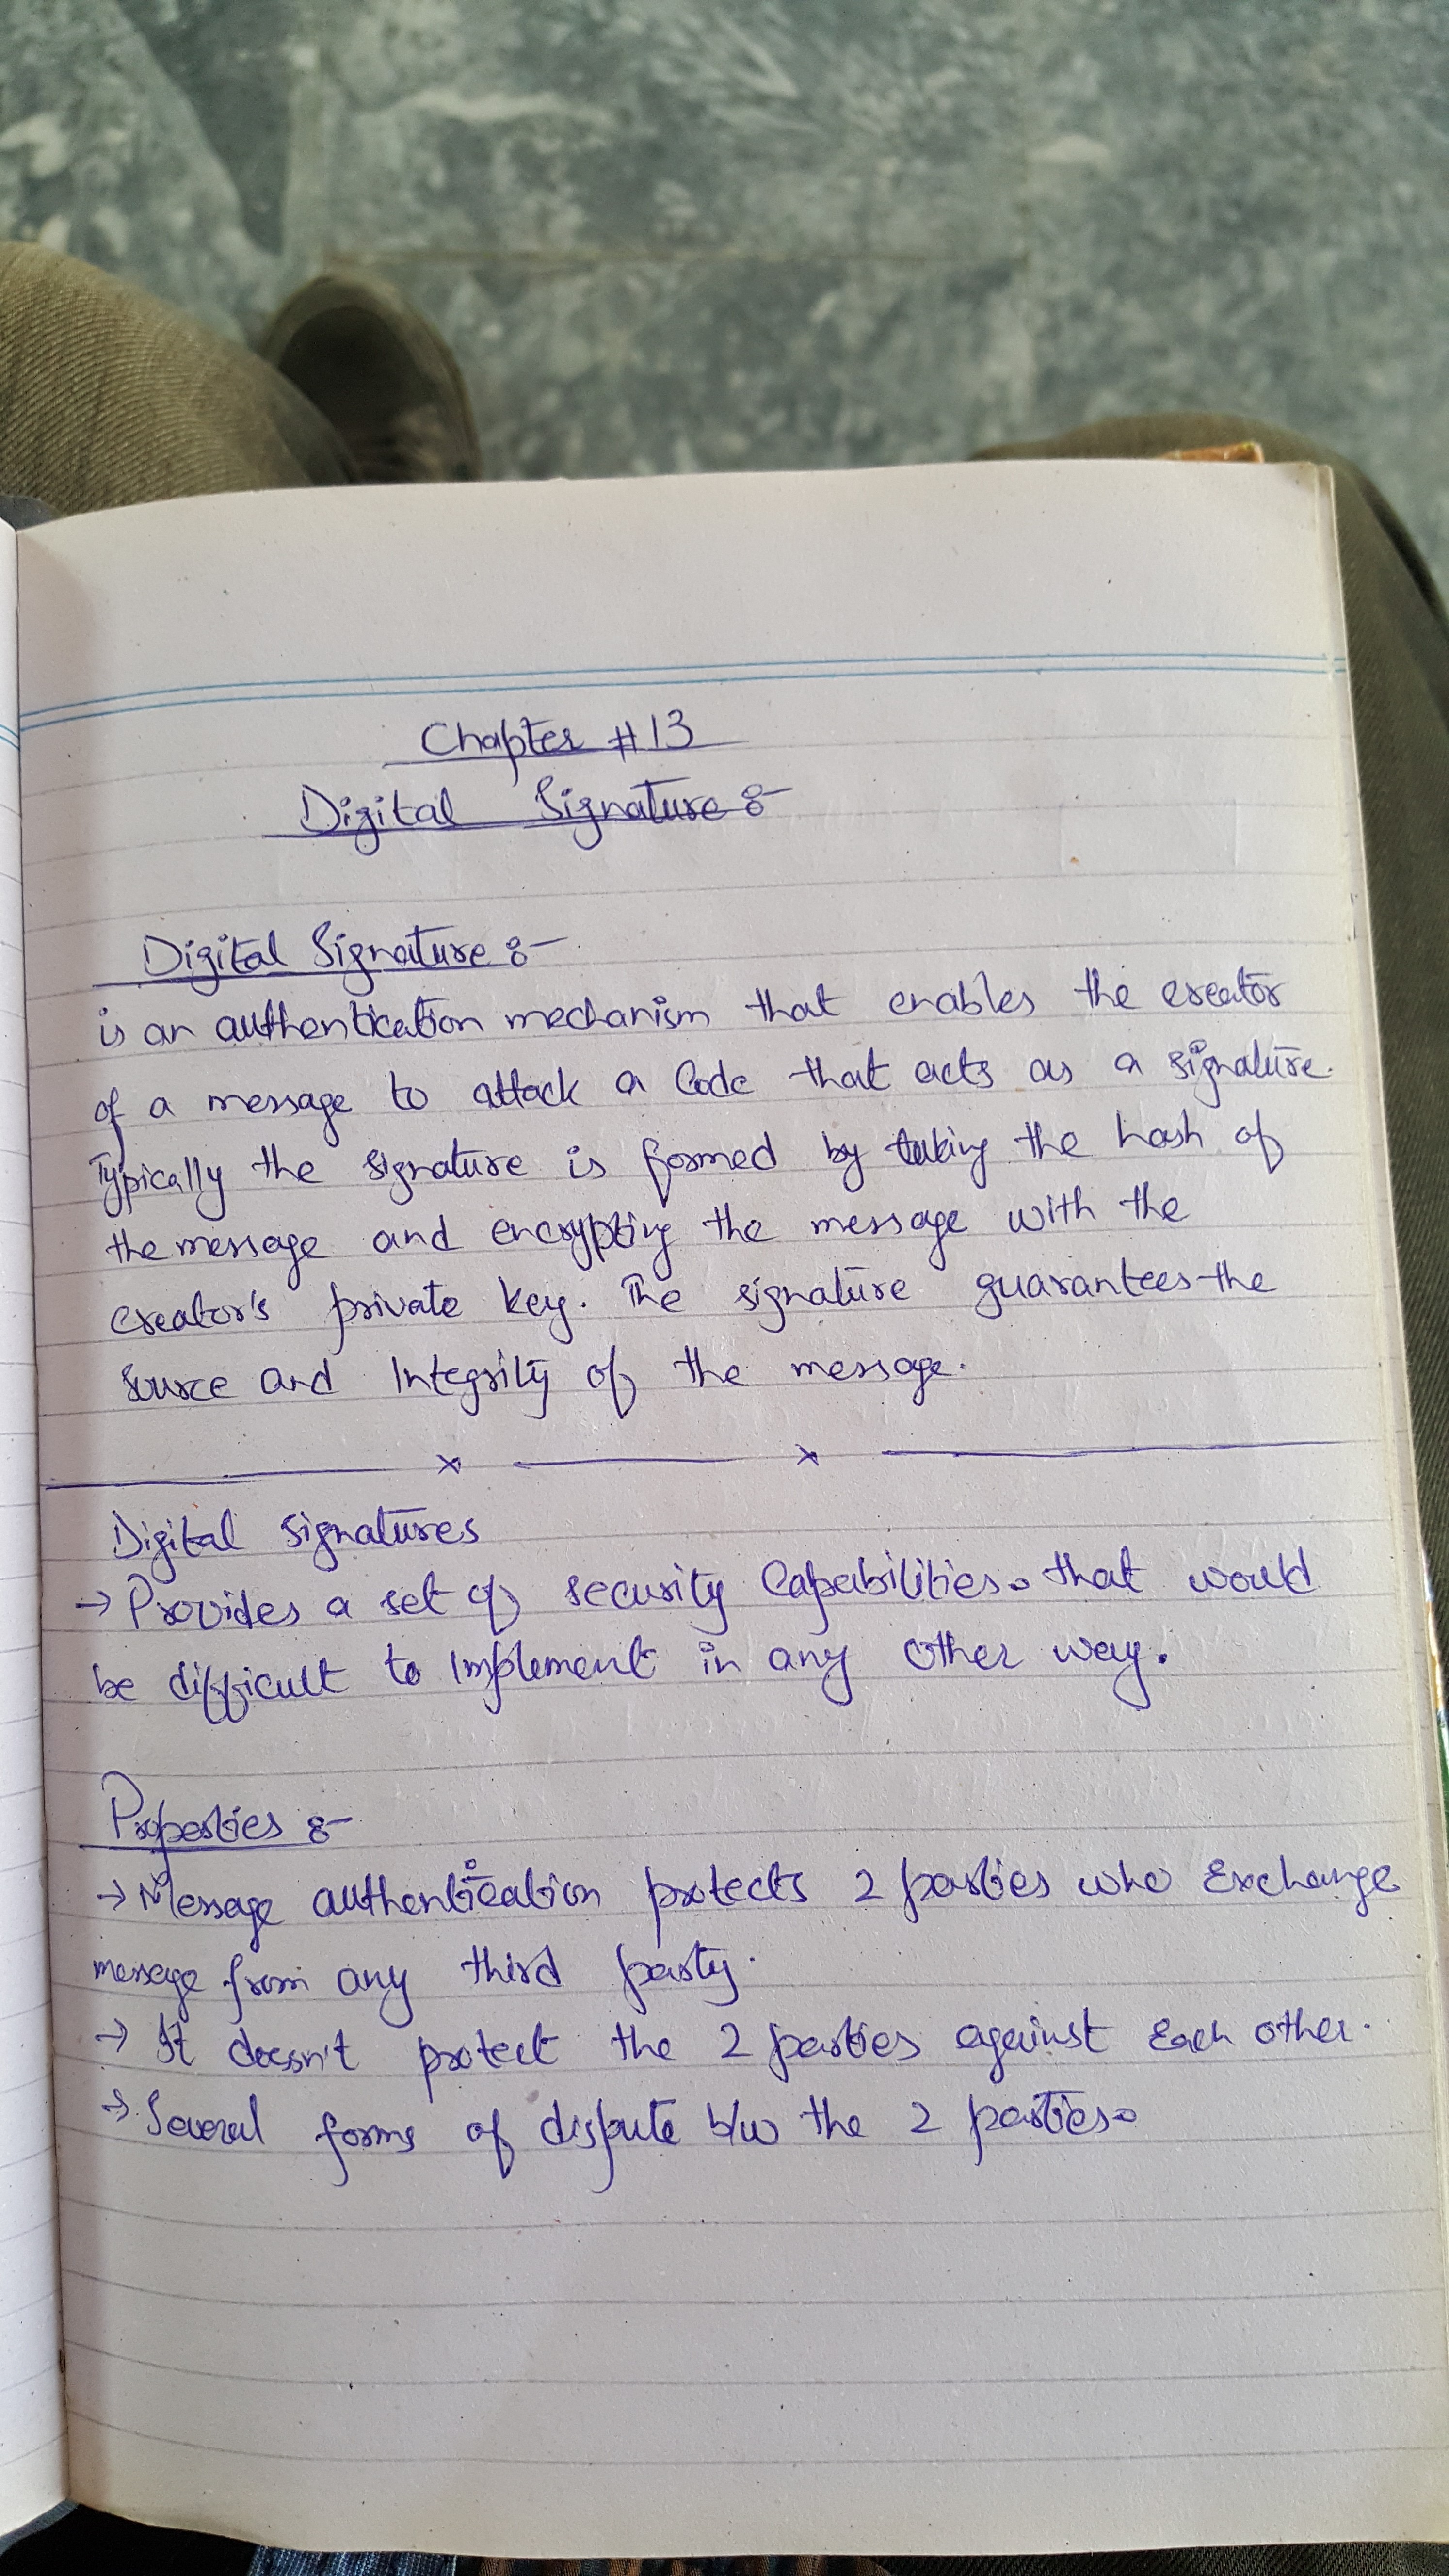 Chapter #13
Digital Signature :-
Digital Signature :-
is an authentication mechanism that enables the creator
of a message to attack a Code that acts as a signature.
Typically the signature is formed by taking the hash of
the message and encrypting the message with the
creator's private key. The signature guarantees the
source and Integrity of the message.
Digital signatures
→ Provides a set of security Capabilities. that would
be difficult to Implement in any other way.
Properties :-
→ Message authentication protects 2 parties who Exchange
message from any third party.
→ It doesn't protect the 2 parties against Each other.
→ Several forms of dispute b/w the 2 parties.